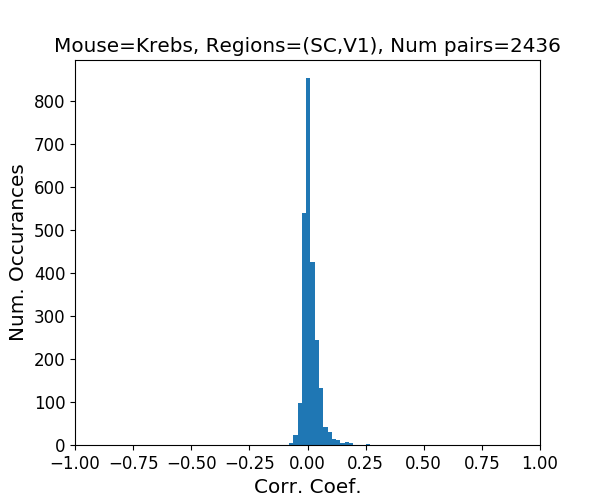 Mouse=Krebs, Regions=(SC,V1), Num pairs=2436
Num. Occurances
800
700
600
500
400
300
200
100
0
−1.00 −0.75 −0.50 −0.25 0.00 0.25 0.50 0.75 1.00
Corr. Coef.